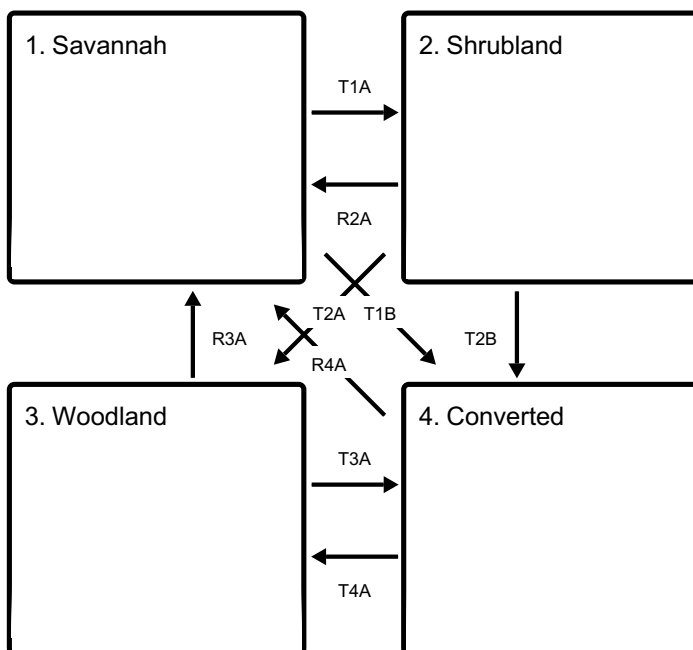 1. Savannah
2. Shrubland
T1A
R2A
T2A
T1B
R3A
R4A
T2B
3. Woodland
4. Converted
T3A
T4A